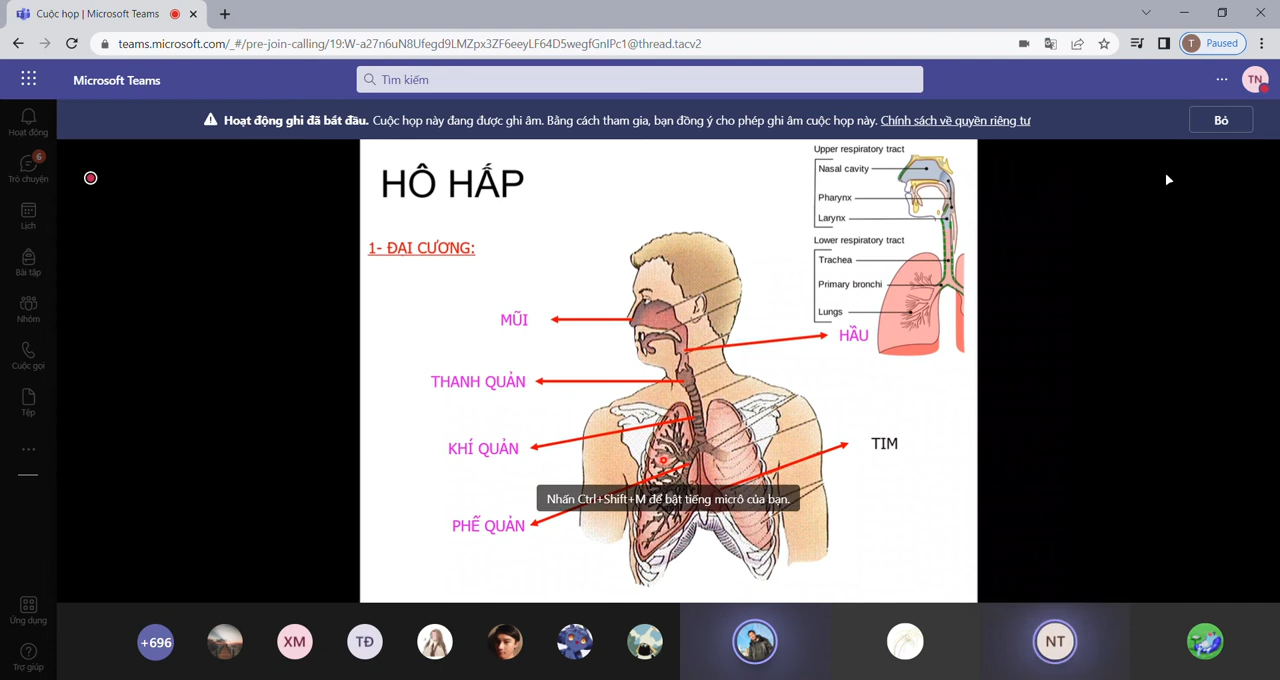 Cuộc họp | Microsoft Teams
teams.microsoft.com/_#/pre-join-calling/19:W-a27n6uN8Ufegd9LMZpx3ZF6eeyLF64D5wegfGnIPc1@thread.tacv2
T Paused
Microsoft Teams
Tìm kiếm
TN
Hoạt động ghi đã bắt đầu. Cuộc họp này đang được ghi âm. Bằng cách tham gia, bạn đồng ý cho phép ghi âm cuộc họp này. Chính sách về quyền riêng tư
Bỏ
Hoạt động
6
Trò chuyện
Lịch
Bài tập
Nhóm
Cuộc gọi
Tệp
Ứng dụng
Trợ giúp
HÔ HẤP
1- ĐẠI CƯƠNG:
Upper respiratory tract
Nasal cavity
Pharynx
Larynx
Lower respiratory tract
Trachea
Primary bronchi
Lungs
MŨI
HẦU
THANH QUẢN
KHÍ QUẢN
TIM
Nhấn Ctrl+Shift+M để bật tiếng micrô của bạn.
PHẾ QUẢN
+696
XM
TĐ
NT